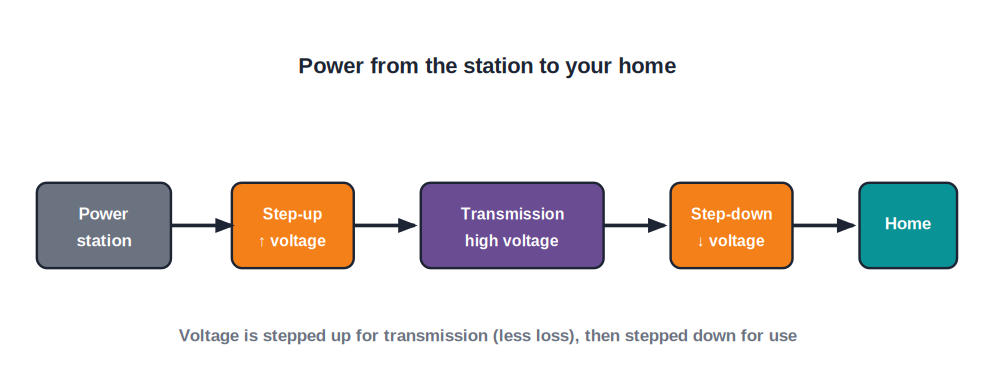 Power from the station to your home
Power
station
Step-up
↑ voltage
Transmission
high voltage
Step-down
↓ voltage
Home
Voltage is stepped up for transmission (less loss), then stepped down for use